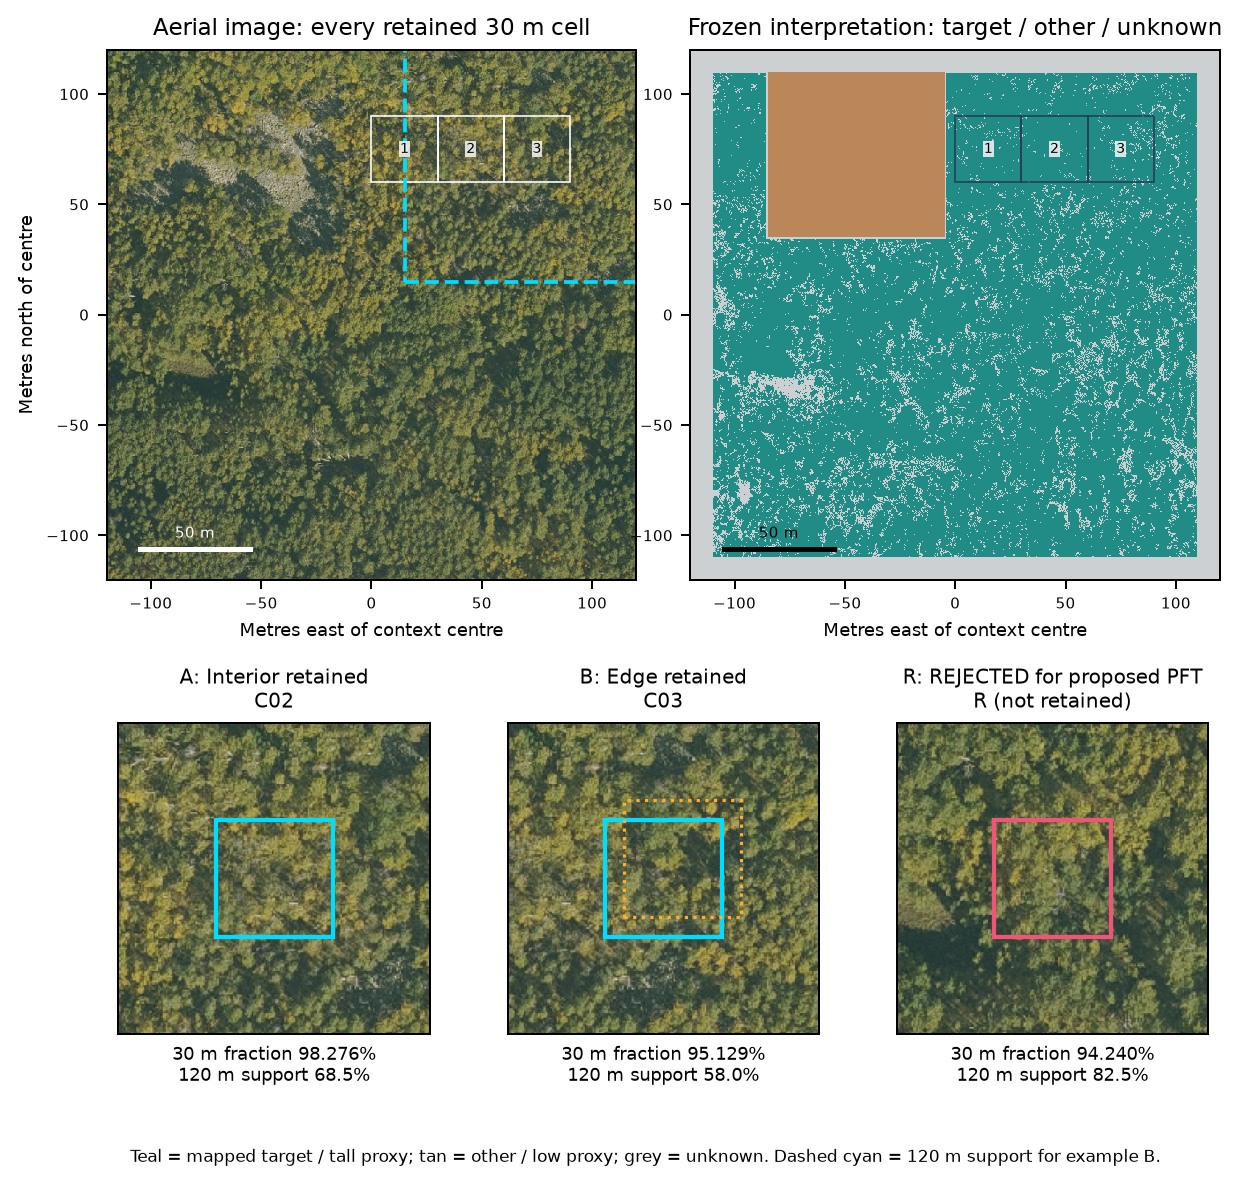 Aerial image: every retained 30 m cell
Frozen interpretation: target / other / unknown
Metres north of centre
100
50
0
−50
−100
1
2
3
50 m
−100
−50
0
50
100
Metres east of context centre
100
50
0
−50
−100
1
2
3
50 m
−100
−50
0
50
100
Metres east of context centre
A: Interior retained
C02
30 m fraction 98.276%
120 m support 68.5%
B: Edge retained
C03
30 m fraction 95.129%
120 m support 58.0%
R: REJECTED for proposed PFT
R (not retained)
30 m fraction 94.240%
120 m support 82.5%
Teal = mapped target / tall proxy; tan = other / low proxy; grey = unknown. Dashed cyan = 120 m support for example B.